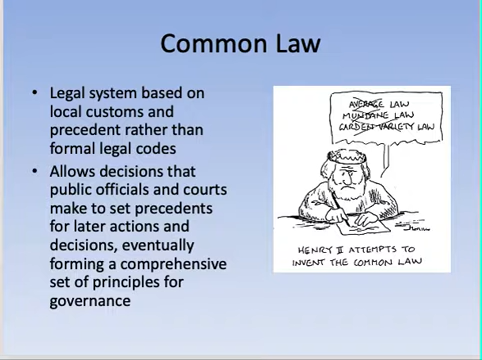 Common Law
• Legal system based on
local customs and
precedent rather than
formal legal codes
• Allows decisions that
public officials and courts
make to set precedents
for later actions and
decisions, eventually
forming a comprehensive
set of principles for
governance
AVERAGE LAW
MUNDANE LAW
GARDEN-VARIETY LAW
HENRY II ATTEMPTS TO
INVENT THE COMMON LAW